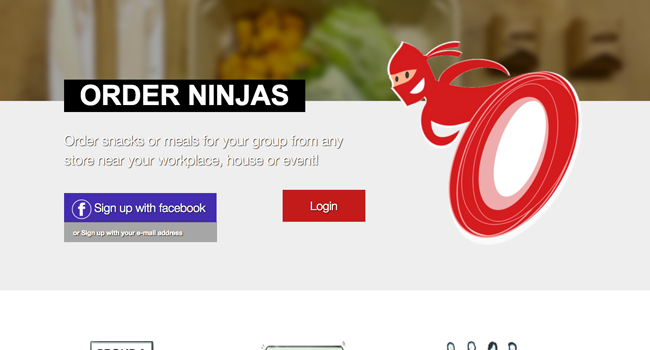 ORDER NINJAS
Order snacks or meals for your group from any
store near your workplace, house or event!
Sign up with facebook
Login
or Sign up with your e-mail address